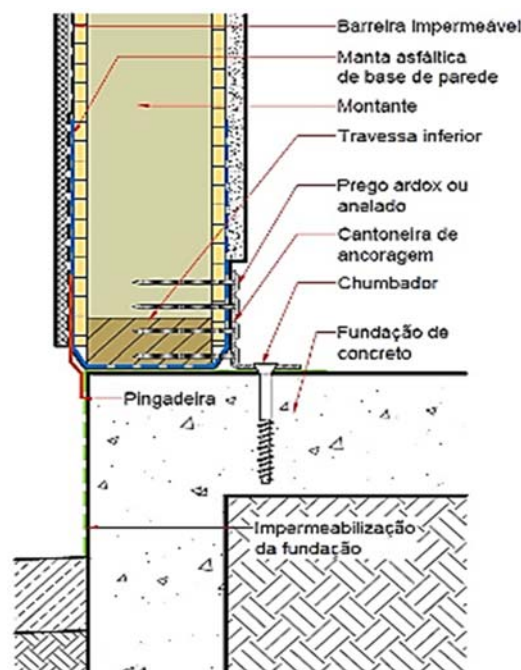 Barreira Impermeável
Manta asfáltica
de base de parede
Montante
Travessa inferior
Prego ardox ou
anelado
Cantoneira de
ancoragem
Chumbador
Fundação de
concreto
Pingadeira
Impermeabilização
da fundação